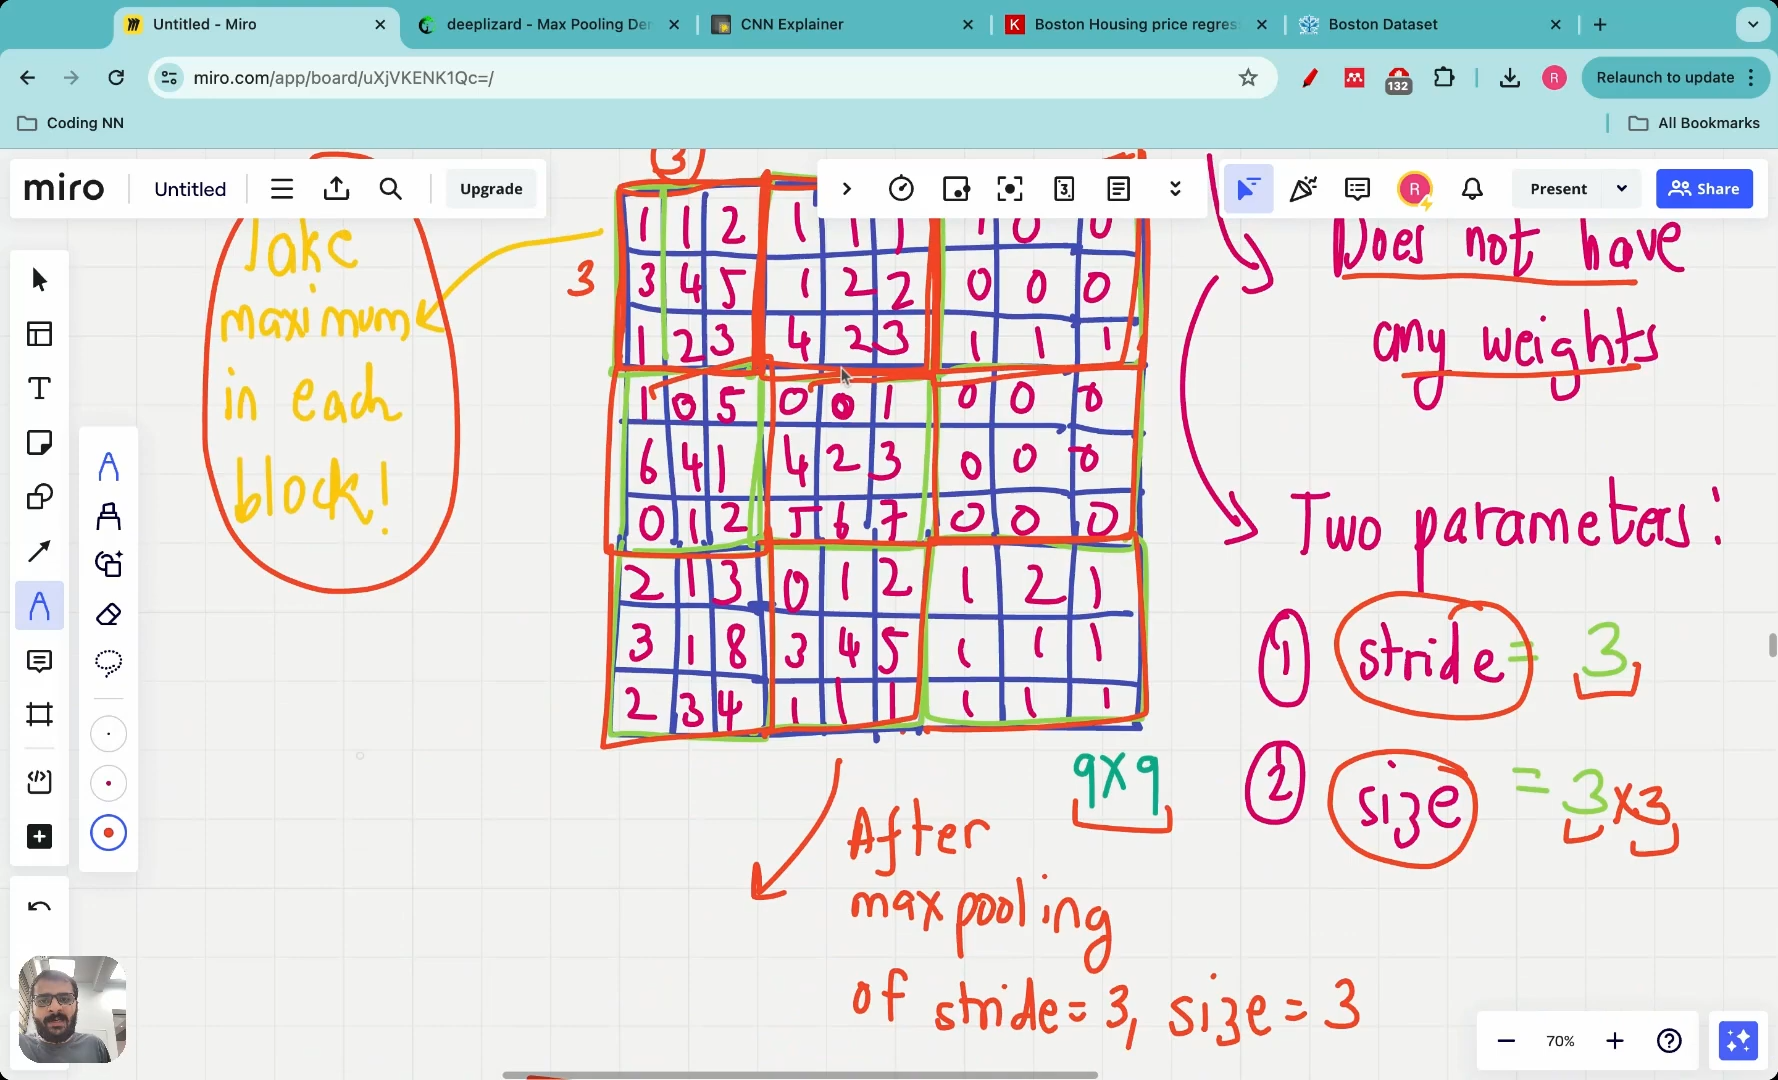 Untitled - Miro
deeplizard - Max Pooling De
CNN Explainer
K
Boston Housing price regres
Boston Dataset
miro.com/app/board/uXjVKENK1Qc=/
132
R
Relaunch to update
Coding NN
All Bookmarks
miro
Untitled
Upgrade
3
R
Present
Share
Take
maximum
in each
block!
3
3
1 1 2 1 1 1 1 0 0
3 4 5 1 2 2 0 0 0
1 2 3 4 2 3 1 1 1
1 0 5 0 0 1 0 0 0
6 4 1 4 2 3 0 0 0
0 1 2 5 6 7 0 0 0
2 1 3 0 1 2 1 2 1
3 1 8 3 4 5 1 1 1
2 3 4 1 1 1 1 1 1
9X9
Does not have
any weights
Two parameters:
1 stride = 3
2 size = 3x3
After
max pooling
of stride = 3, size = 3
70%